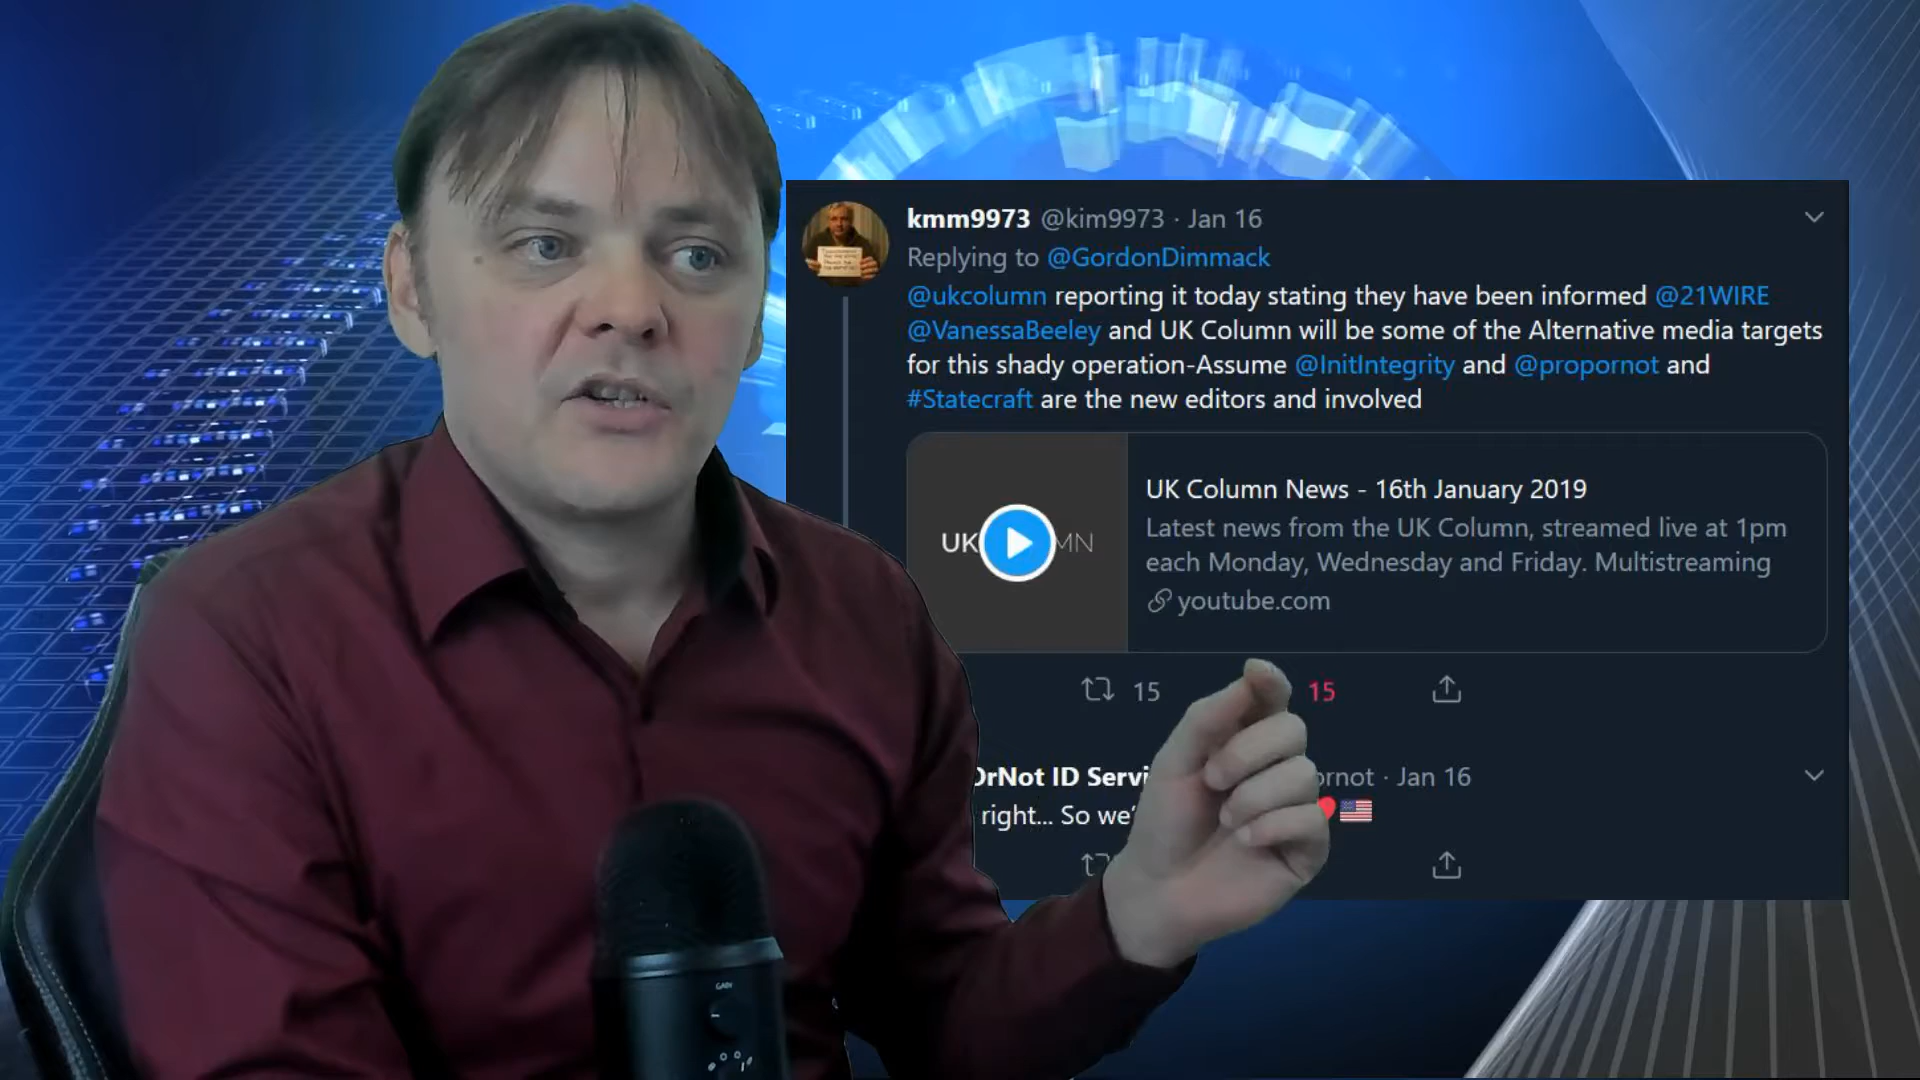 kmm9973 @kim9973 · Jan 16
Replying to @GordonDimmack
@ukcolumn reporting it today stating they have been informed @21WIRE
@VanessaBeeley and UK Column will be some of the Alternative media targets
for this shady operation-Assume @InitIntegrity and @propornot and
#Statecraft are the new editors and involved
UK MN
UK Column News - 16th January 2019
Latest news from the UK Column, streamed live at 1pm
each Monday, Wednesday and Friday. Multistreaming
youtube.com
15 15
OrNot ID Servi ornot · Jan 16
right... So we'
GAIN